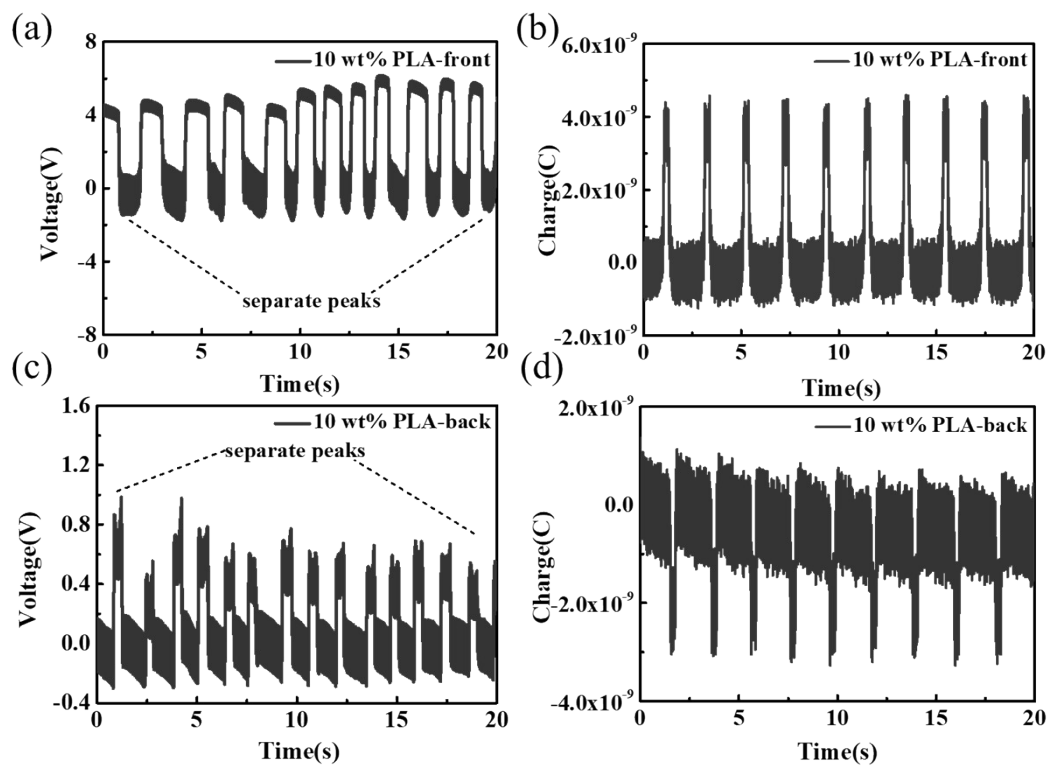 (a)
8
10 wt% PLA-front
4
0
-4
-8
Voltage(V)
separate peaks
0
5
10
15
20
Time(s)
(b)
6.0x10⁻⁹
10 wt% PLA-front
4.0x10⁻⁹
2.0x10⁻⁹
0.0
-2.0x10⁻⁹
Charge(C)
0
5
10
15
20
Time(s)
(c)
1.6
10 wt% PLA-back
separate peaks
1.2
0.8
0.4
0.0
-0.4
Voltage(V)
0
5
10
15
20
Time(s)
(d)
2.0x10⁻⁹
10 wt% PLA-back
0.0
-2.0x10⁻⁹
-4.0x10⁻⁹
Charge(C)
0
5
10
15
20
Time(s)